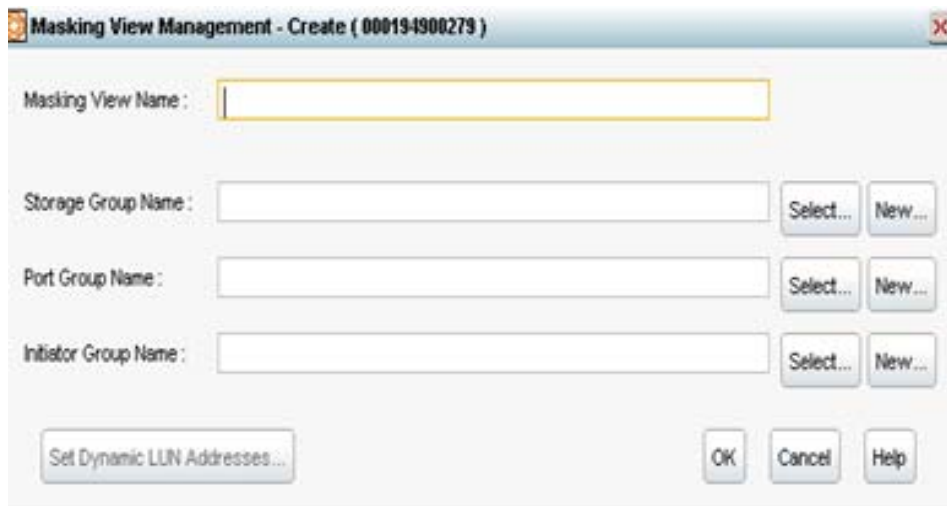 Masking View Management - Create ( 000194900279 )
Masking View Name :
Storage Group Name :
Select...
New...
Port Group Name :
Select...
New...
Initiator Group Name :
Select...
New...
Set Dynamic LUN Addresses...
OK
Cancel
Help